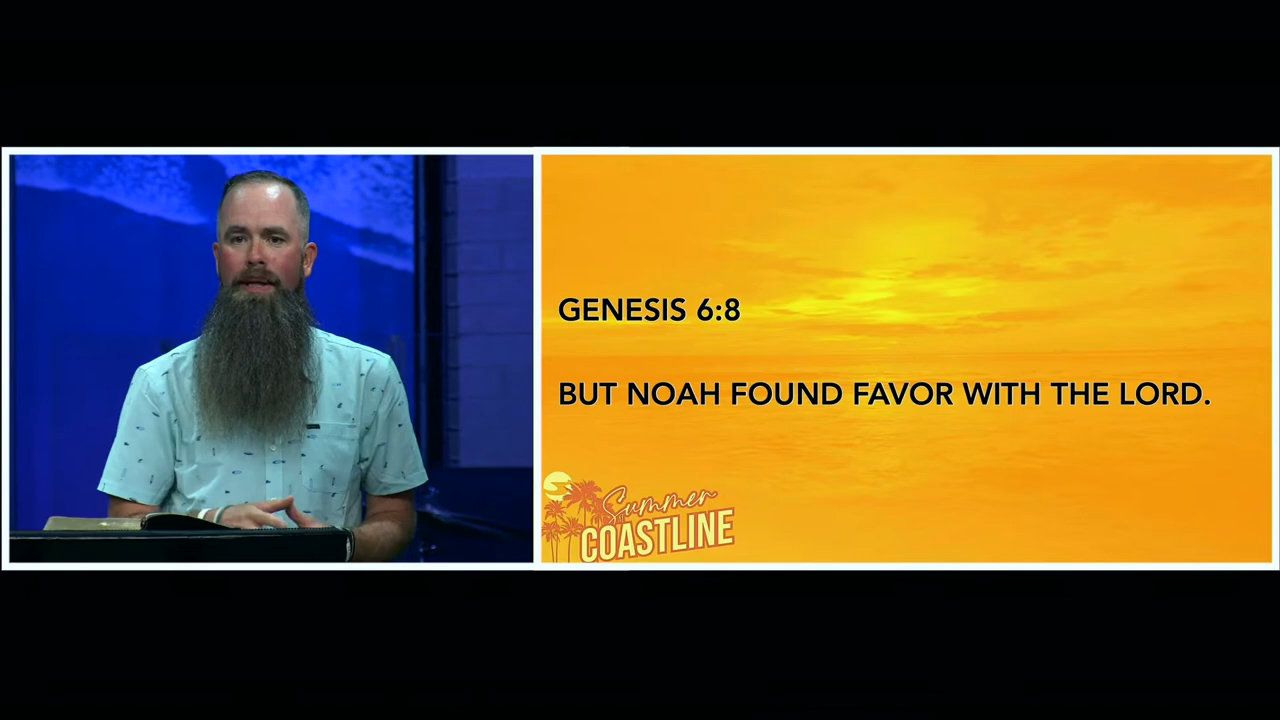 GENESIS 6:8
BUT NOAH FOUND FAVOR WITH THE LORD.
Summer
COASTLINE